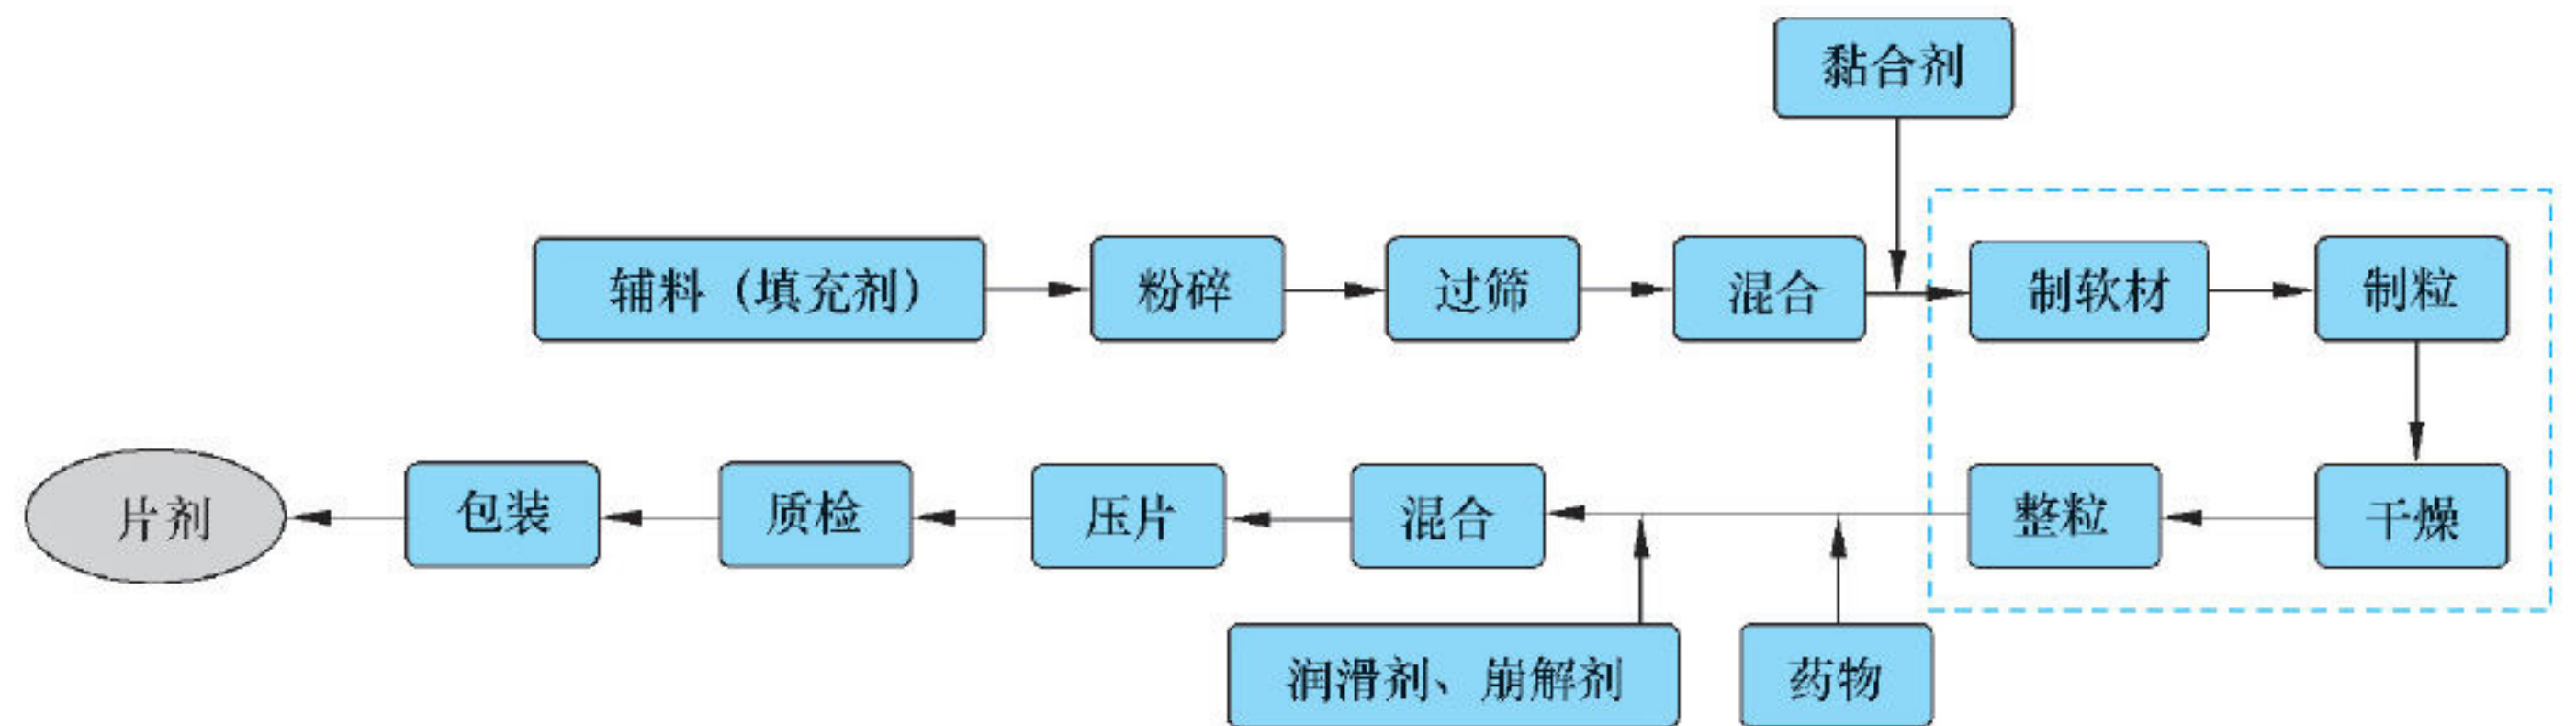 黏合剂
辅料（填充剂）
粉碎
过筛
混合
制软材
制粒
片剂
包装
质检
压片
混合
整粒
干燥
润滑剂、崩解剂
药物